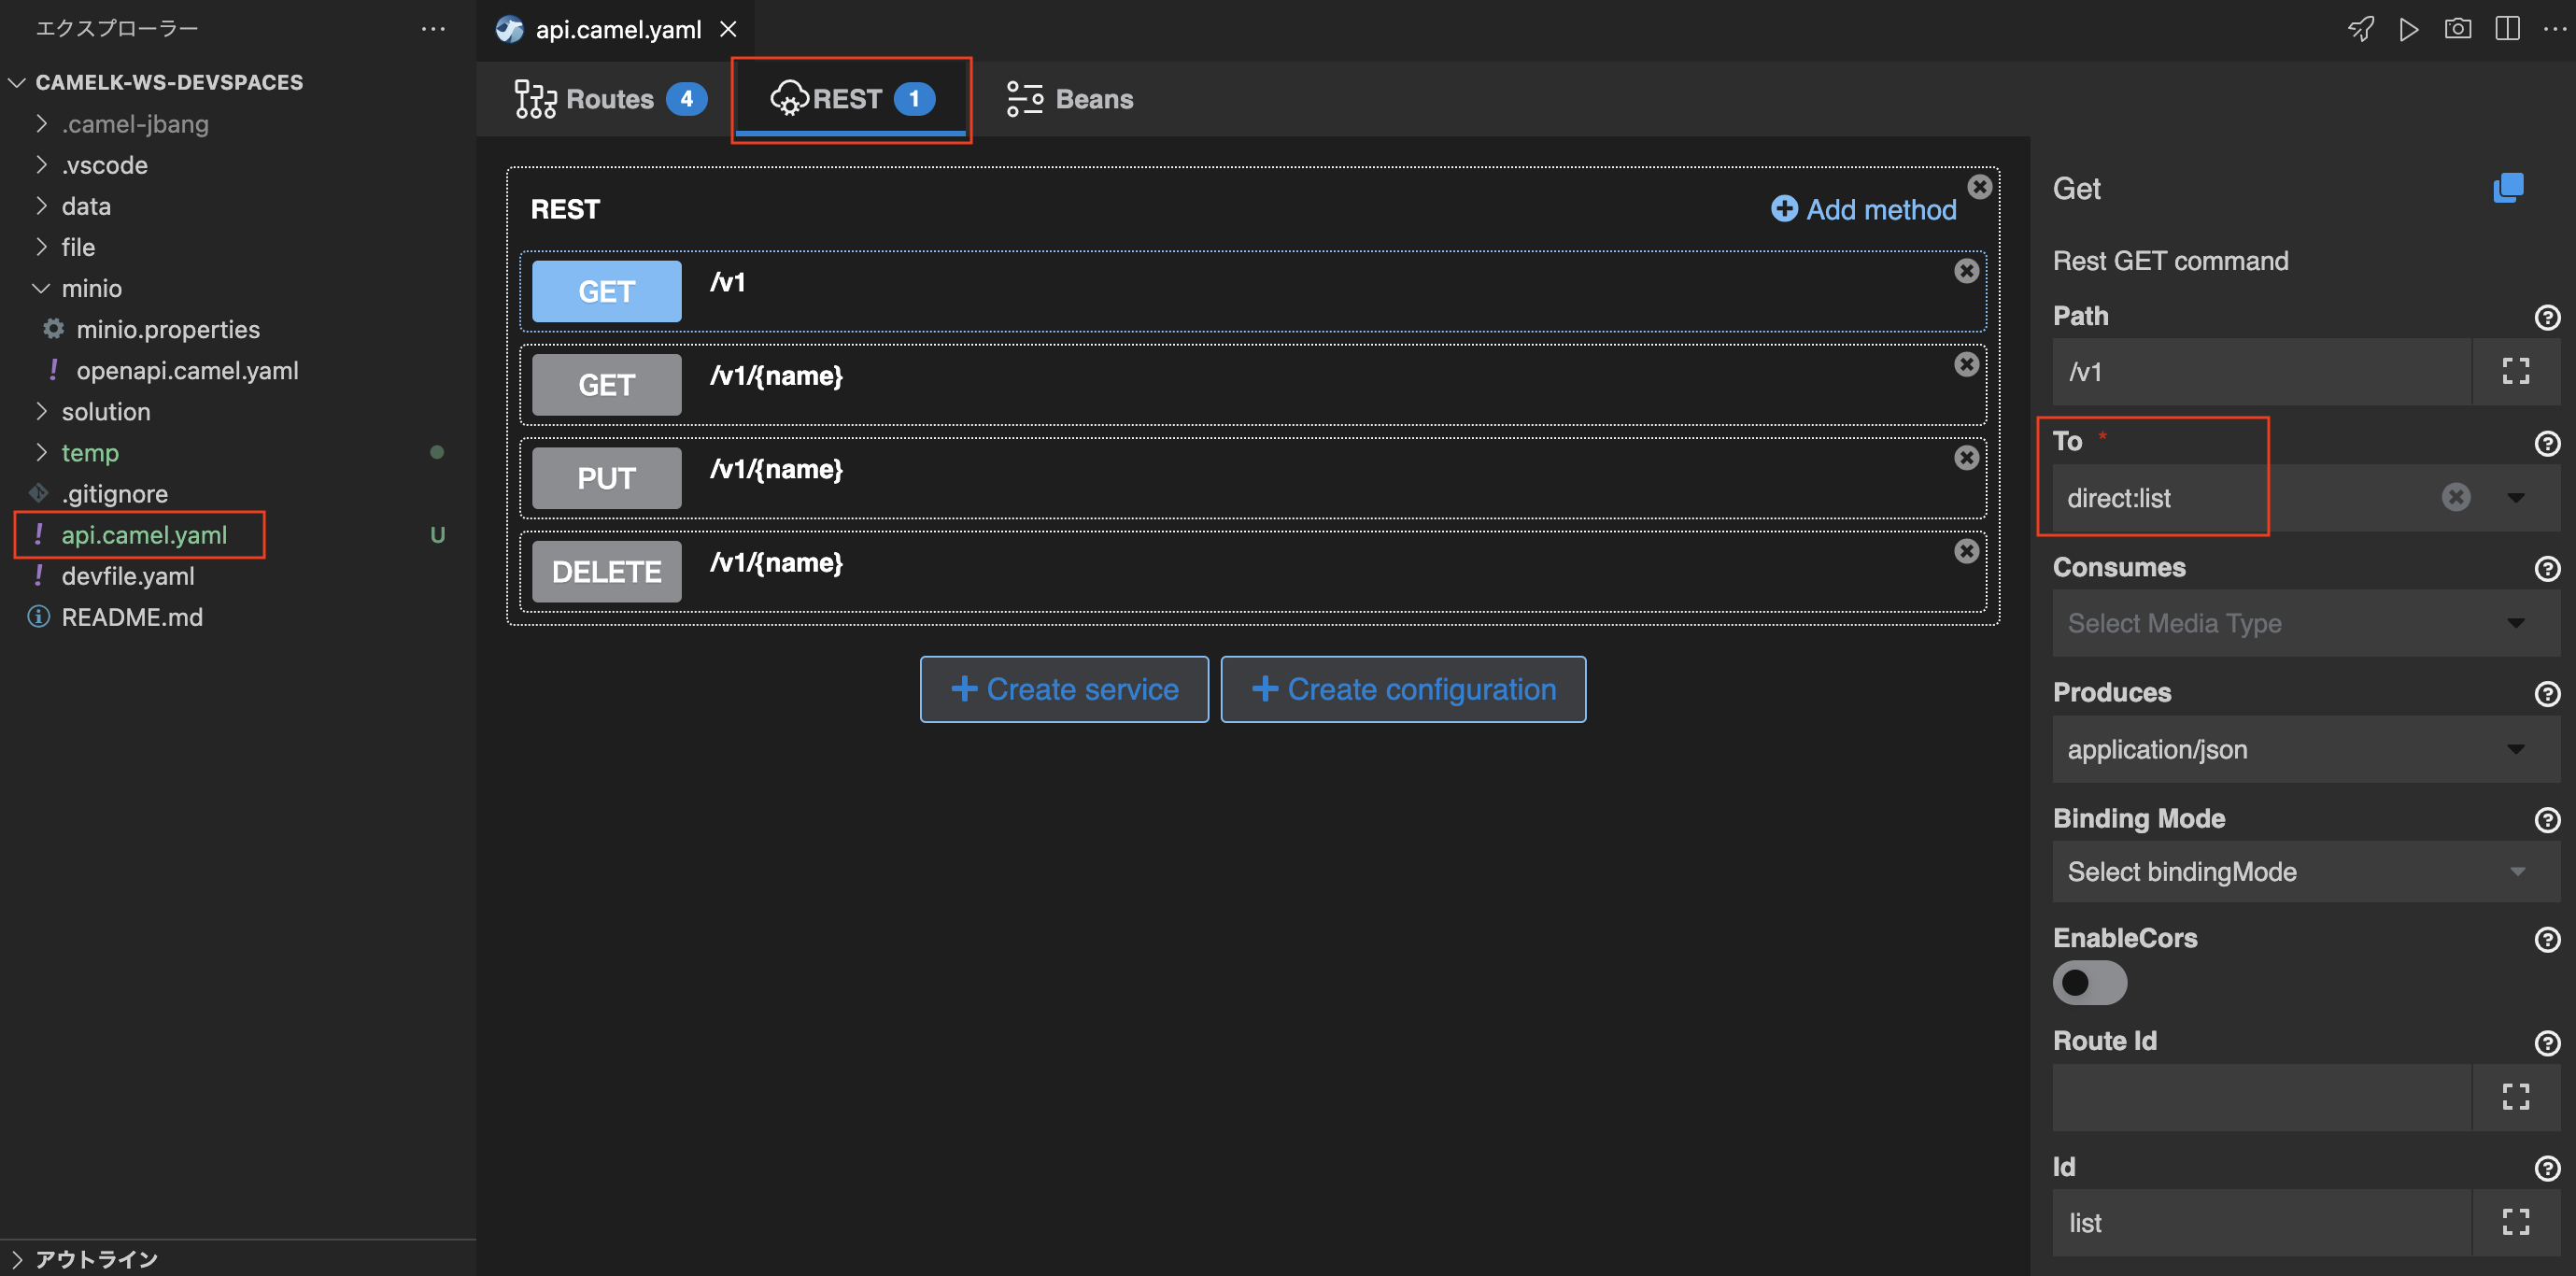 エクスプローラー
CAMELK-WS-DEVSPACES
.camel-jbang
.vscode
data
file
minio
minio.properties
! openapi.camel.yaml
solution
temp
.gitignore
! api.camel.yaml U
! devfile.yaml
README.md
アウトライン
api.camel.yaml
Routes 4
REST 1
Beans
REST
Add method
GET /v1
GET /v1/{name}
PUT /v1/{name}
DELETE /v1/{name}
Create service
Create configuration
Get
Rest GET command
Path
/v1
To *
direct:list
Consumes
Select Media Type
Produces
application/json
Binding Mode
Select bindingMode
EnableCors
Route Id
Id
list